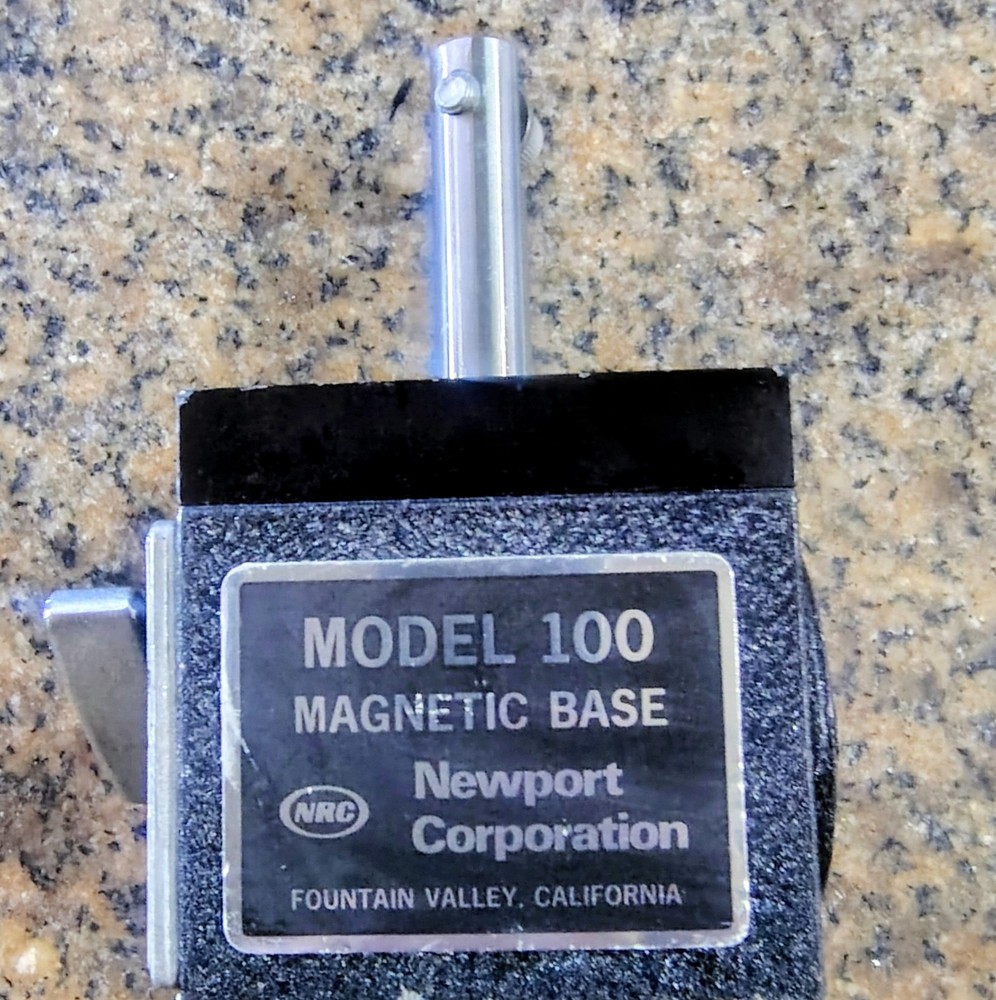 MODEL 100
MAGNETIC BASE
NRC
Newport
Corporation
FOUNTAIN VALLEY, CALIFORNIA